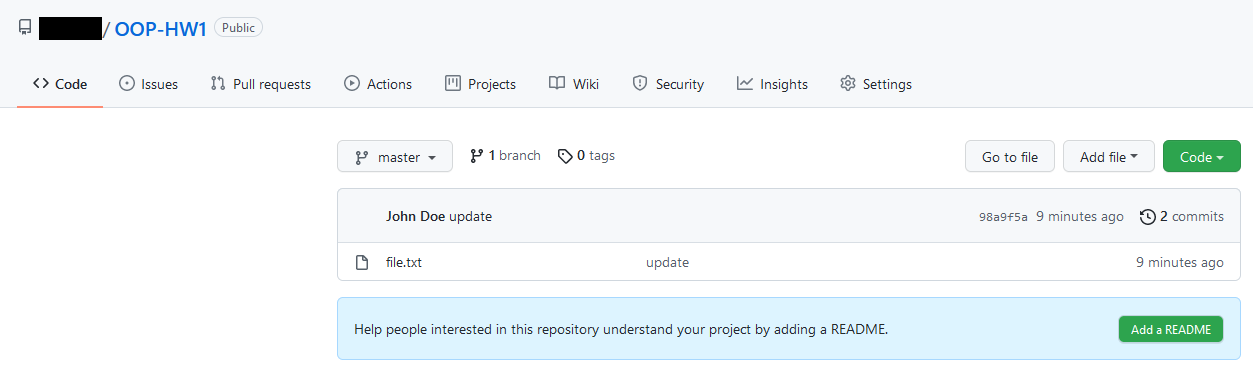 / OOP-HW1 Public
Code Issues Pull requests Actions Projects Wiki Security Insights Settings
master 1 branch 0 tags Go to file Add file Code
John Doe update 98a9f5a 9 minutes ago 2 commits
file.txt update 9 minutes ago
Help people interested in this repository understand your project by adding a README. Add a README